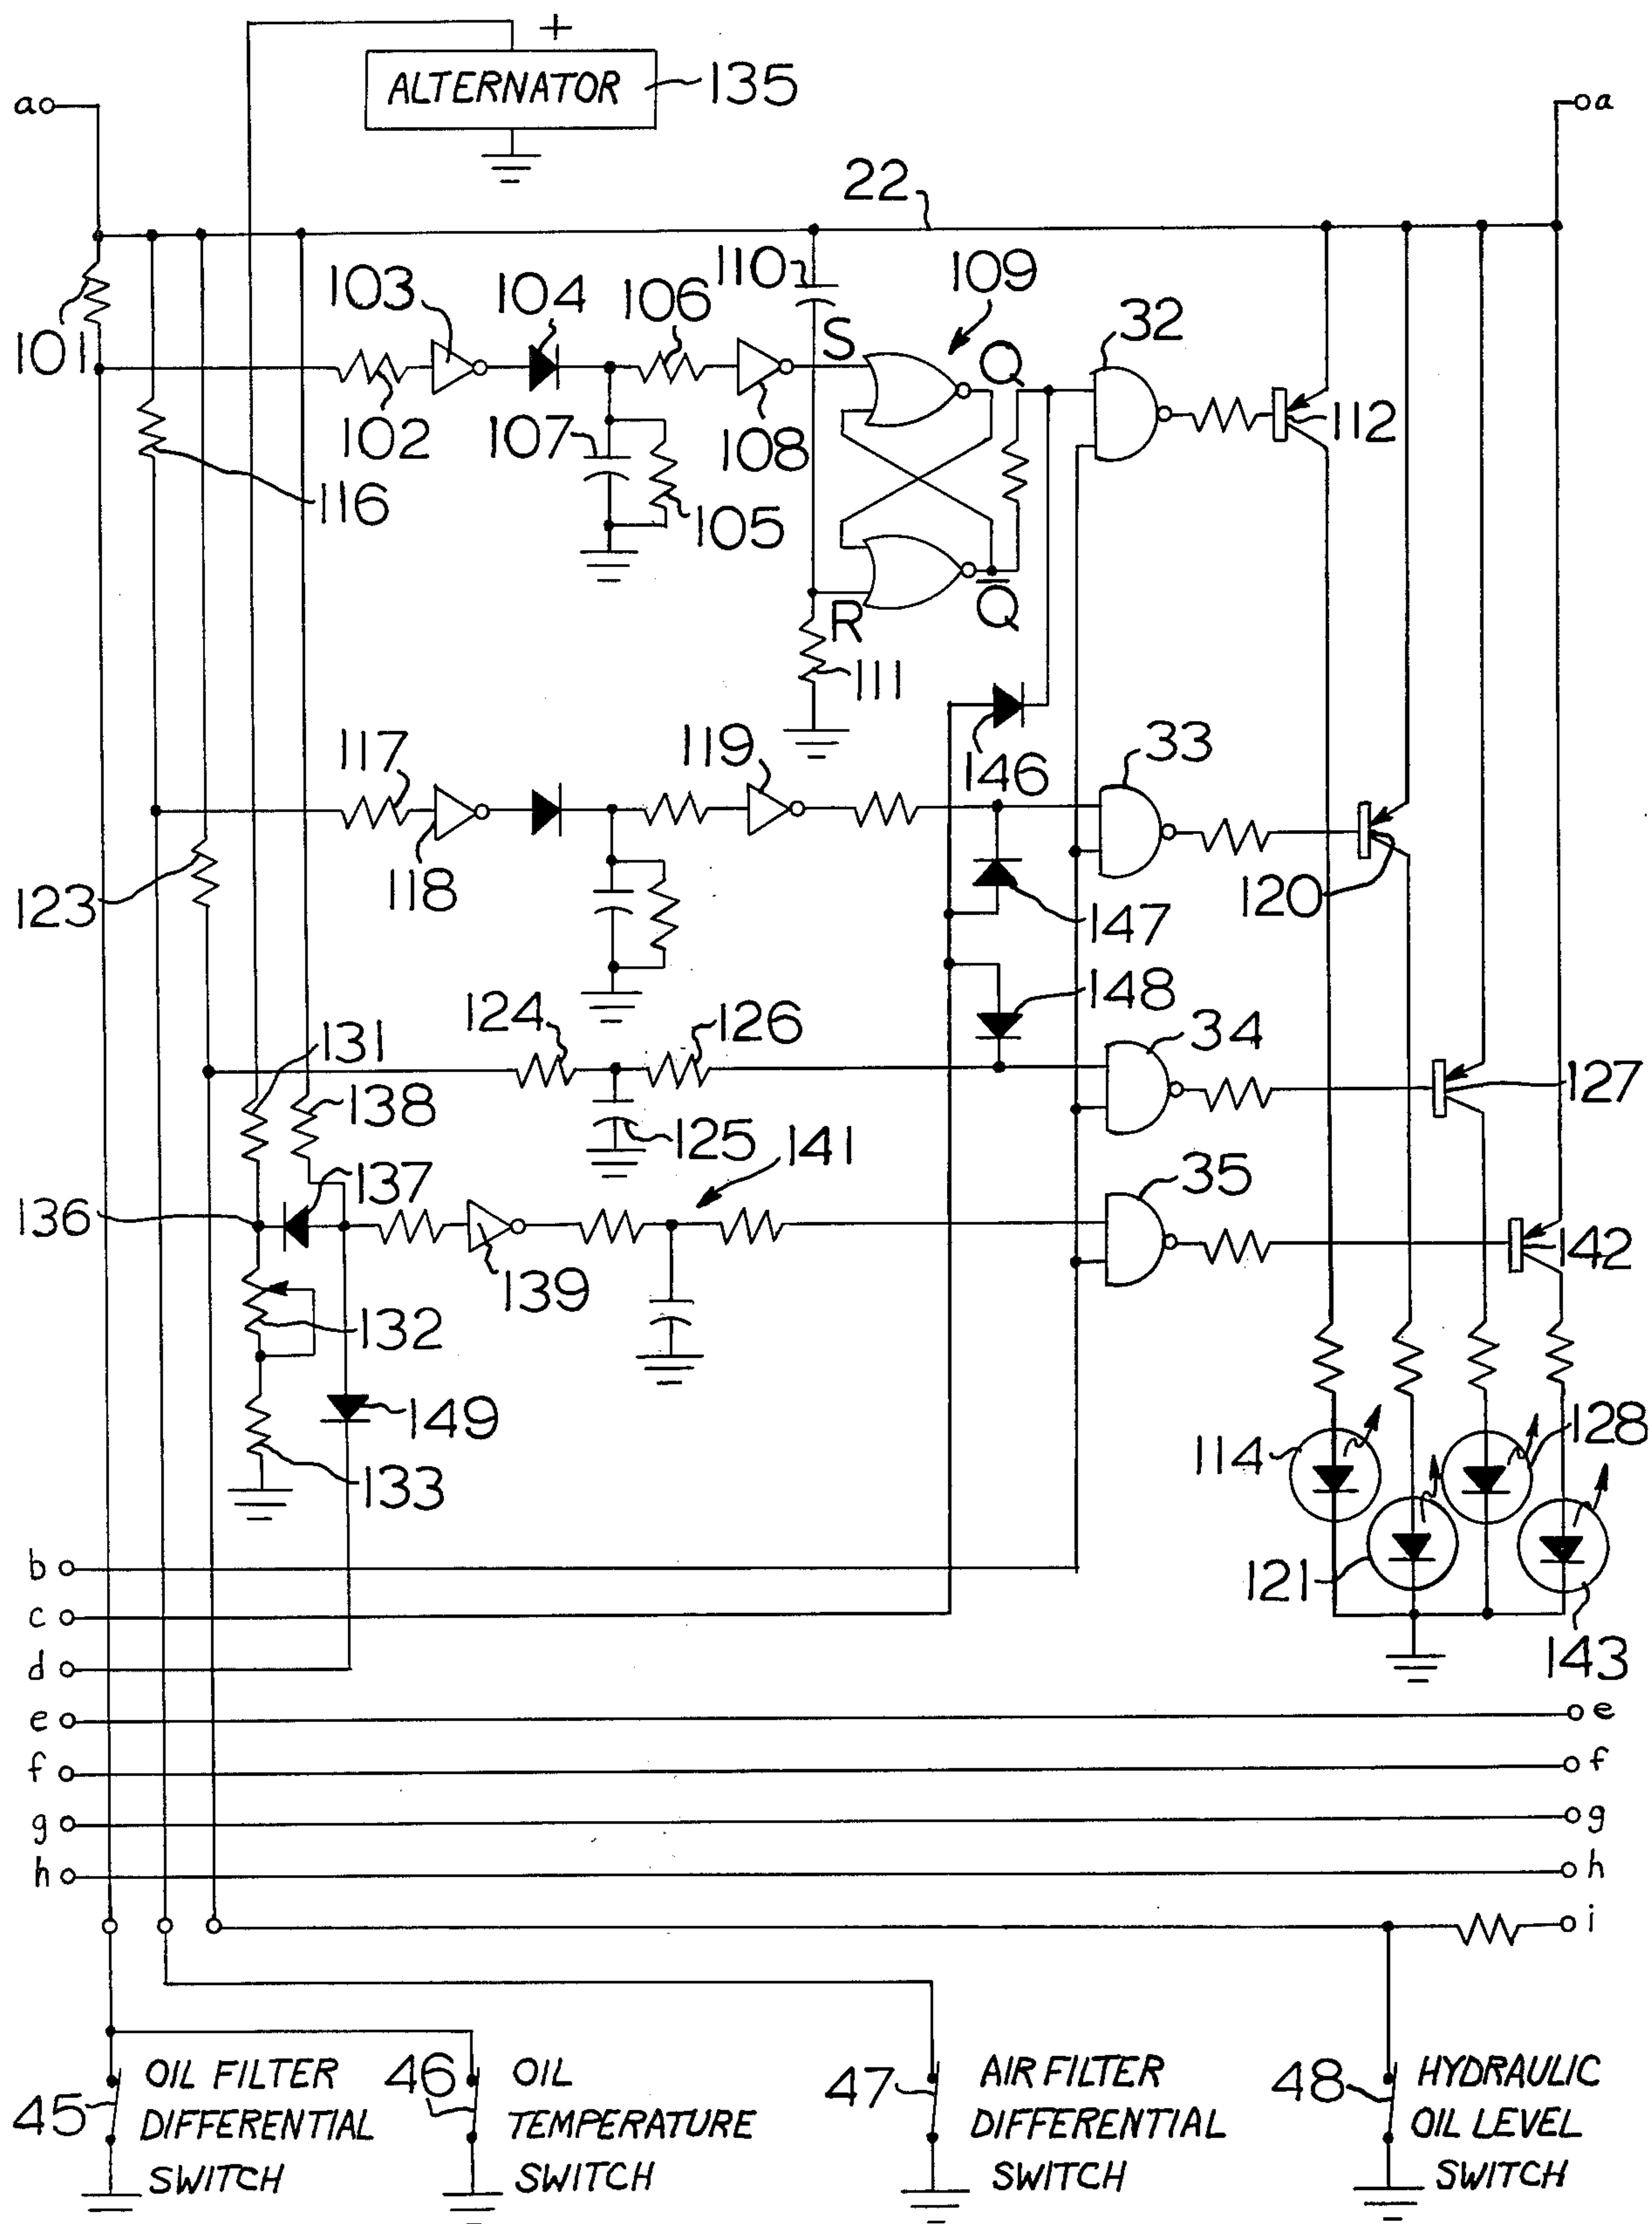 +
ALTERNATOR
135
a
a
22
110
109
103
104
106
S
Q
32
101
102
107
108
112
116
105
Q
R
111
117
119
146
33
118
123
120
147
148
124
126
34
131
138
127
125
141
137
35
136
139
142
132
149
128
114
133
b
121
c
d
143
e
e
f
f
g
g
h
h
i
45
OIL FILTER
DIFFERENTIAL
SWITCH
46
OIL
TEMPERATURE
SWITCH
47
AIR FILTER
DIFFERENTIAL
SWITCH
48
HYDRAULIC
OIL LEVEL
SWITCH